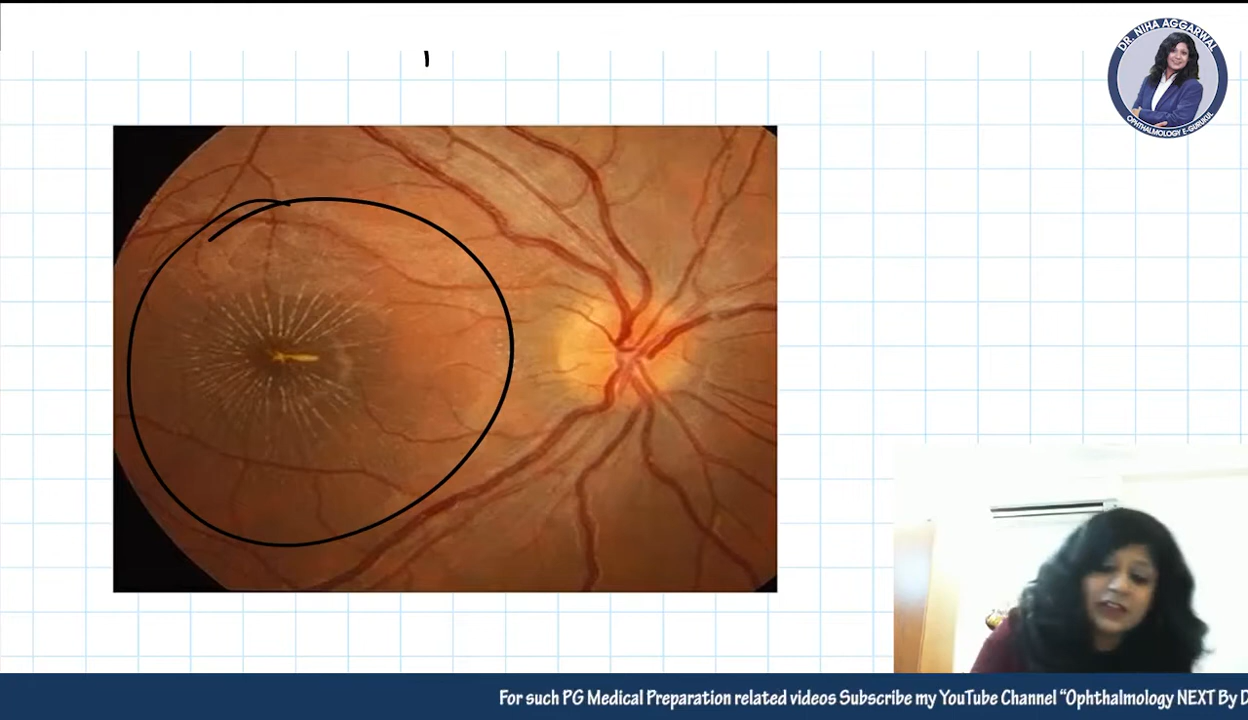 DR. NIHA AGGARWAL
OPHTHALMOLOGY E-GURUKUL
For such PG Medical Preparation related videos Subscribe my YouTube Channel “Ophthalmology NEXT By D